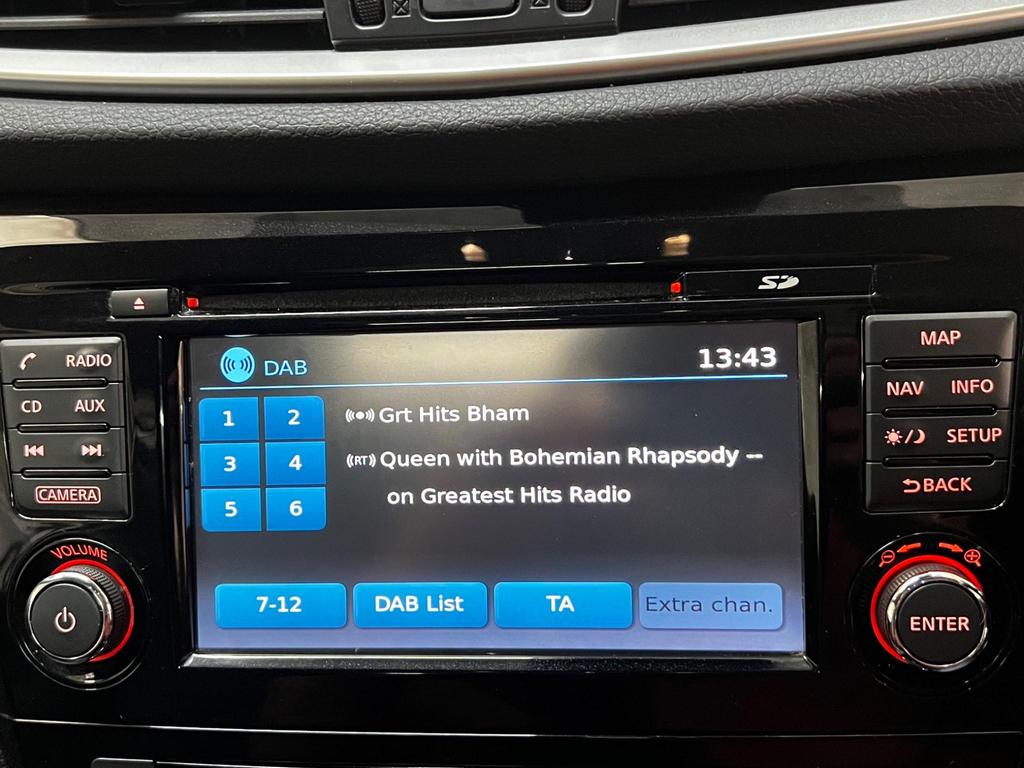 SD
RADIO
CD AUX
CAMERA
VOLUME
DAB
13:43
1 2
3 4
5 6
Grt Hits Bham
(RT) Queen with Bohemian Rhapsody --
on Greatest Hits Radio
7-12
DAB List
TA
Extra chan.
MAP
NAV INFO
SETUP
BACK
ENTER